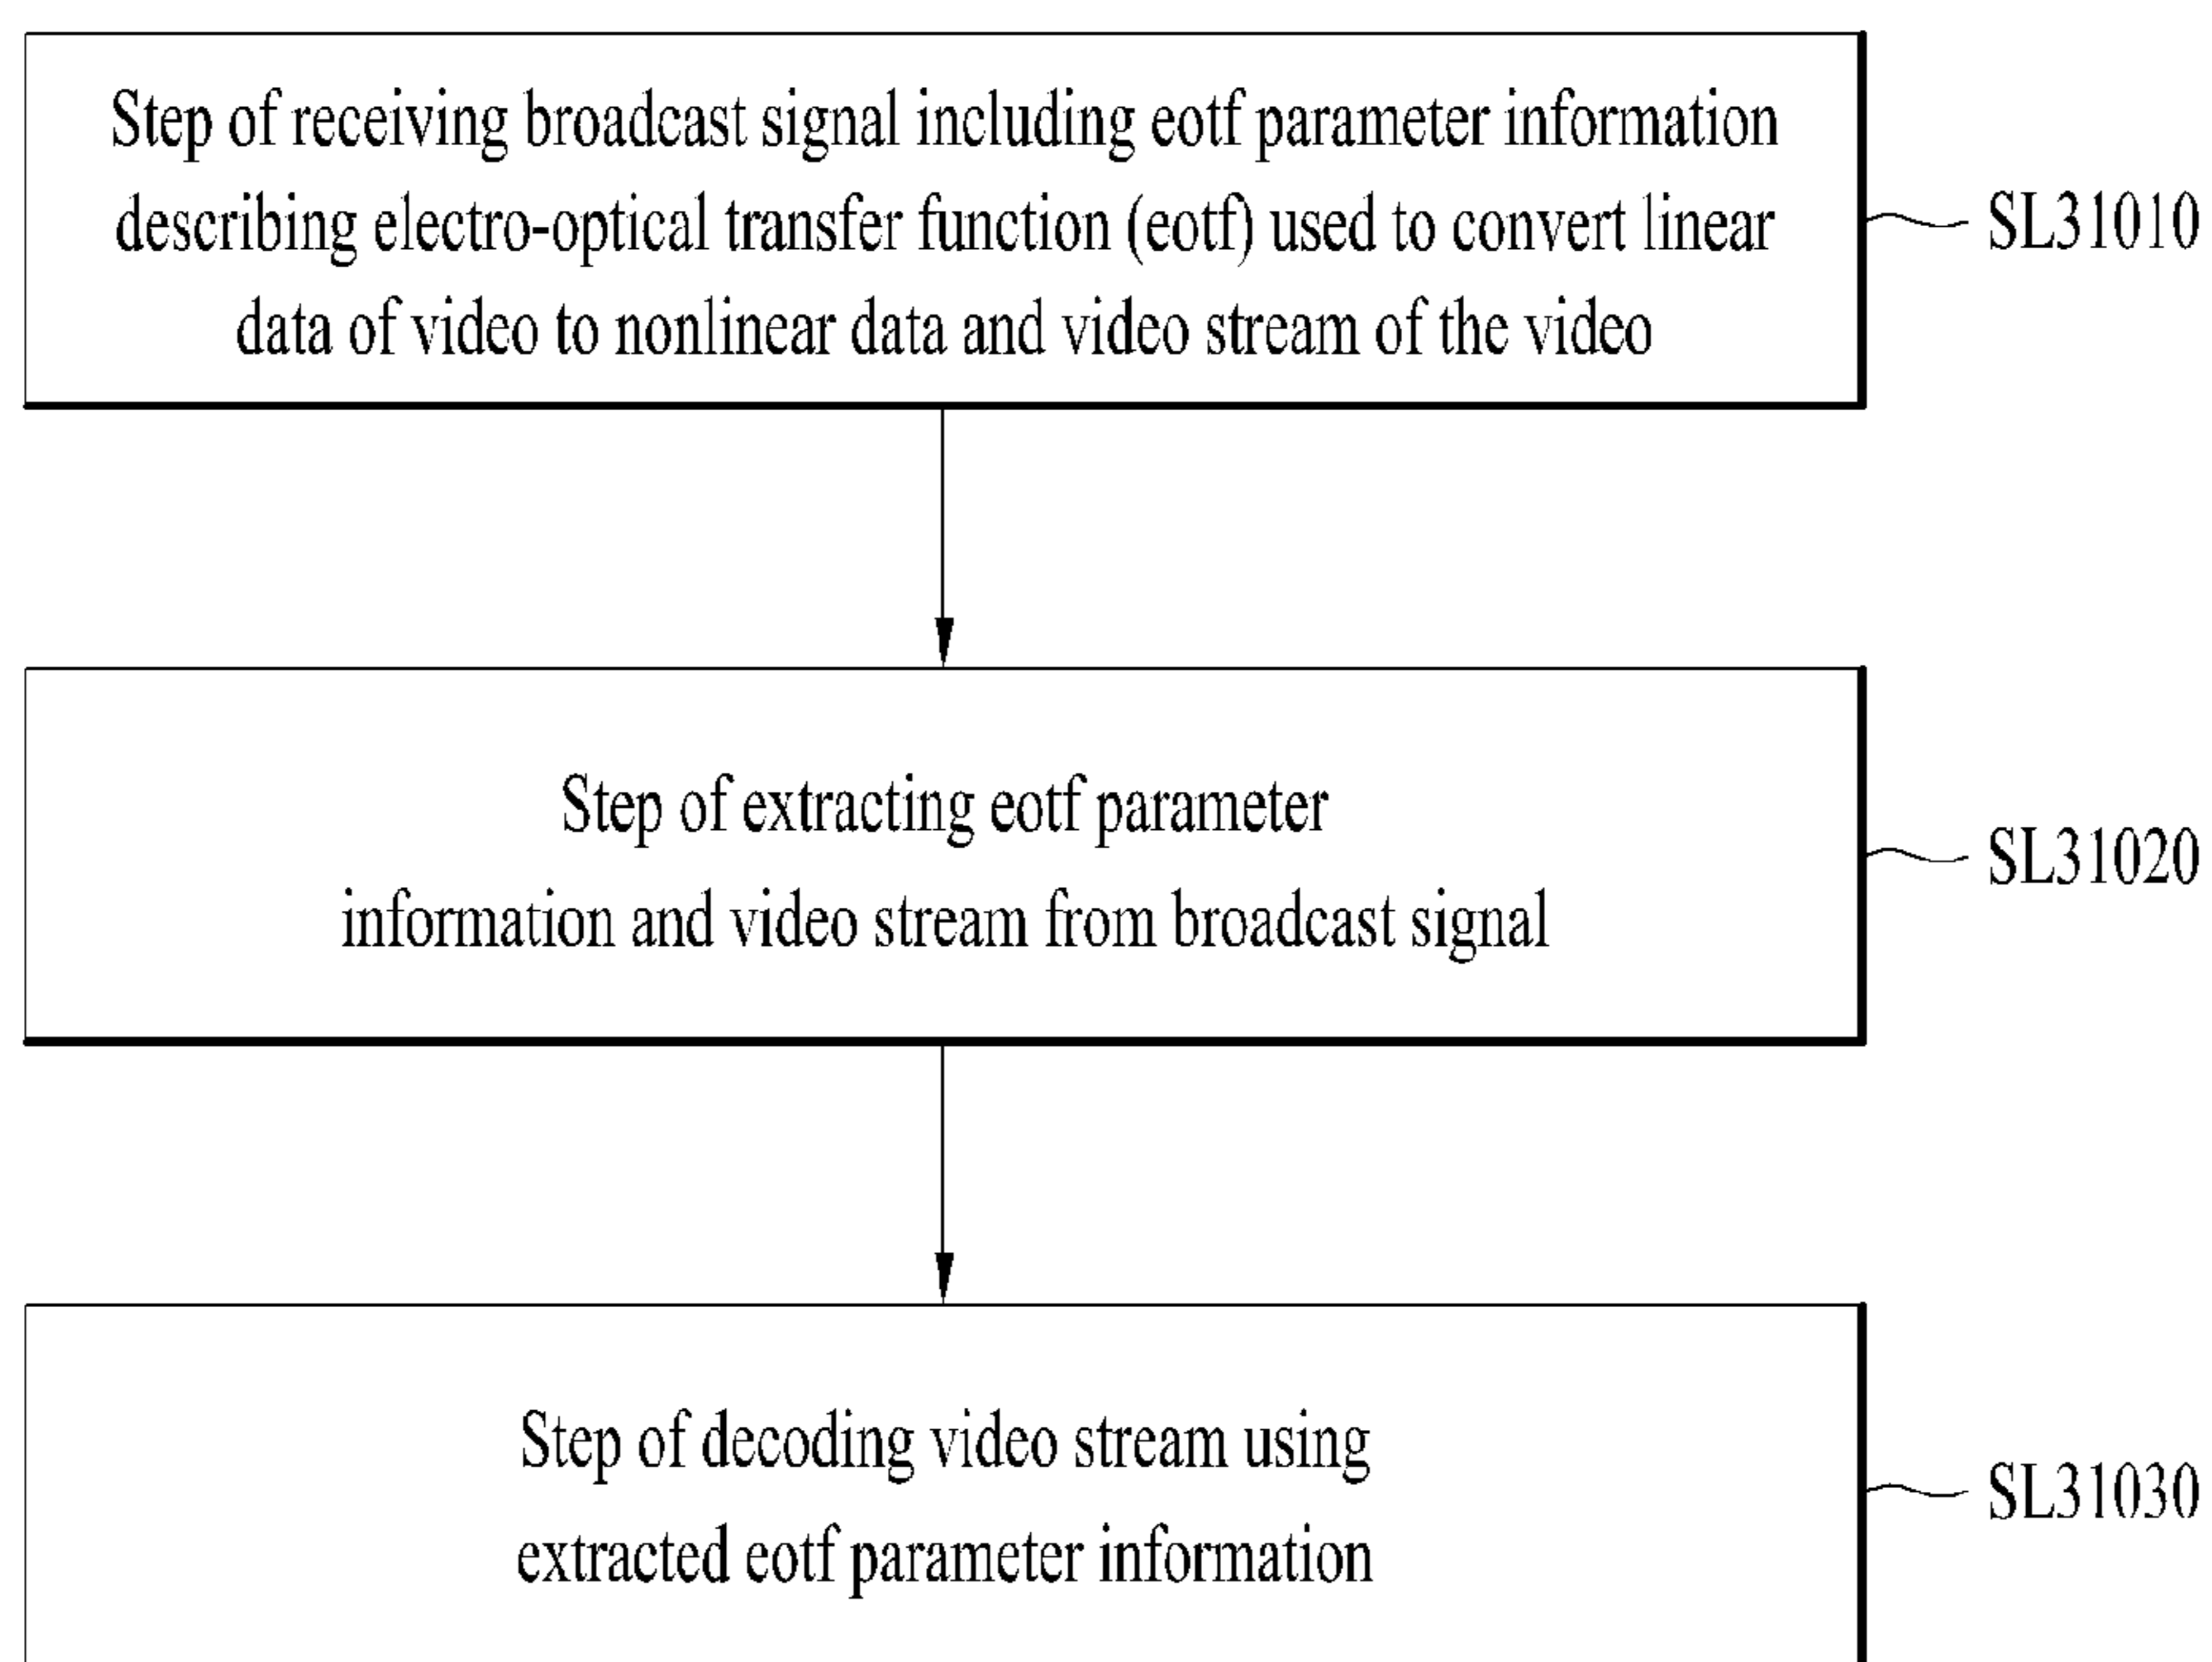 Step of receiving broadcast signal including eotf parameter information
describing electro-optical transfer function (eotf) used to convert linear
data of video to nonlinear data and video stream of the video
SL31010
Step of extracting eotf parameter
information and video stream from broadcast signal
SL31020
Step of decoding video stream using
extracted eotf parameter information
SL31030